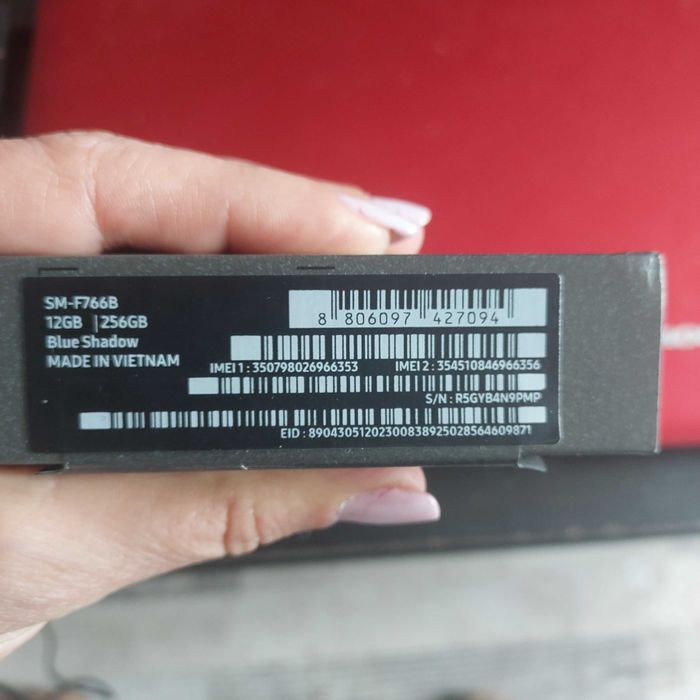 SM-F766B
12GB |256GB
Blue Shadow
MADE IN VIETNAM
8 806097 427094
IMEI 1 : 350798026966353 IMEI 2 : 354510846966356
S/N : R5GYB4N9PMP
EID : 89043051202300838925028564609871